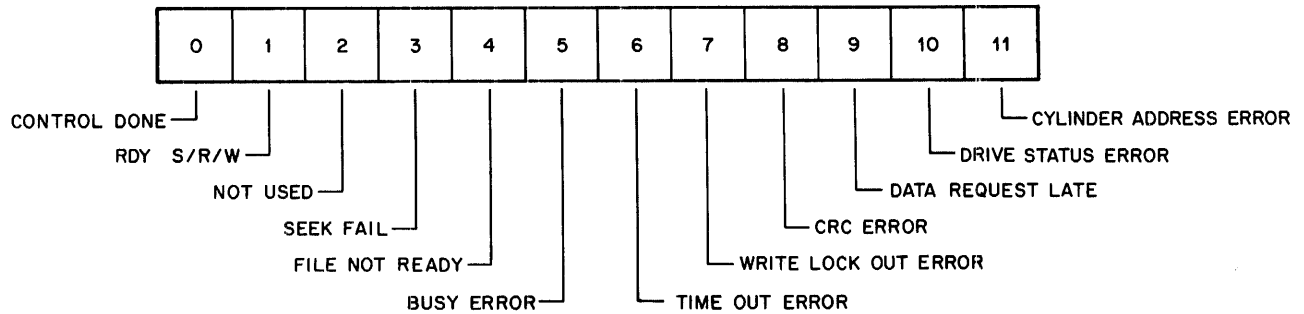 0 1 2 3 4 5 6 7 8 9 10 11
CONTROL DONE
CYLINDER ADDRESS ERROR
RDY S/R/W
DRIVE STATUS ERROR
NOT USED
DATA REQUEST LATE
SEEK FAIL
CRC ERROR
FILE NOT READY
WRITE LOCK OUT ERROR
BUSY ERROR
TIME OUT ERROR